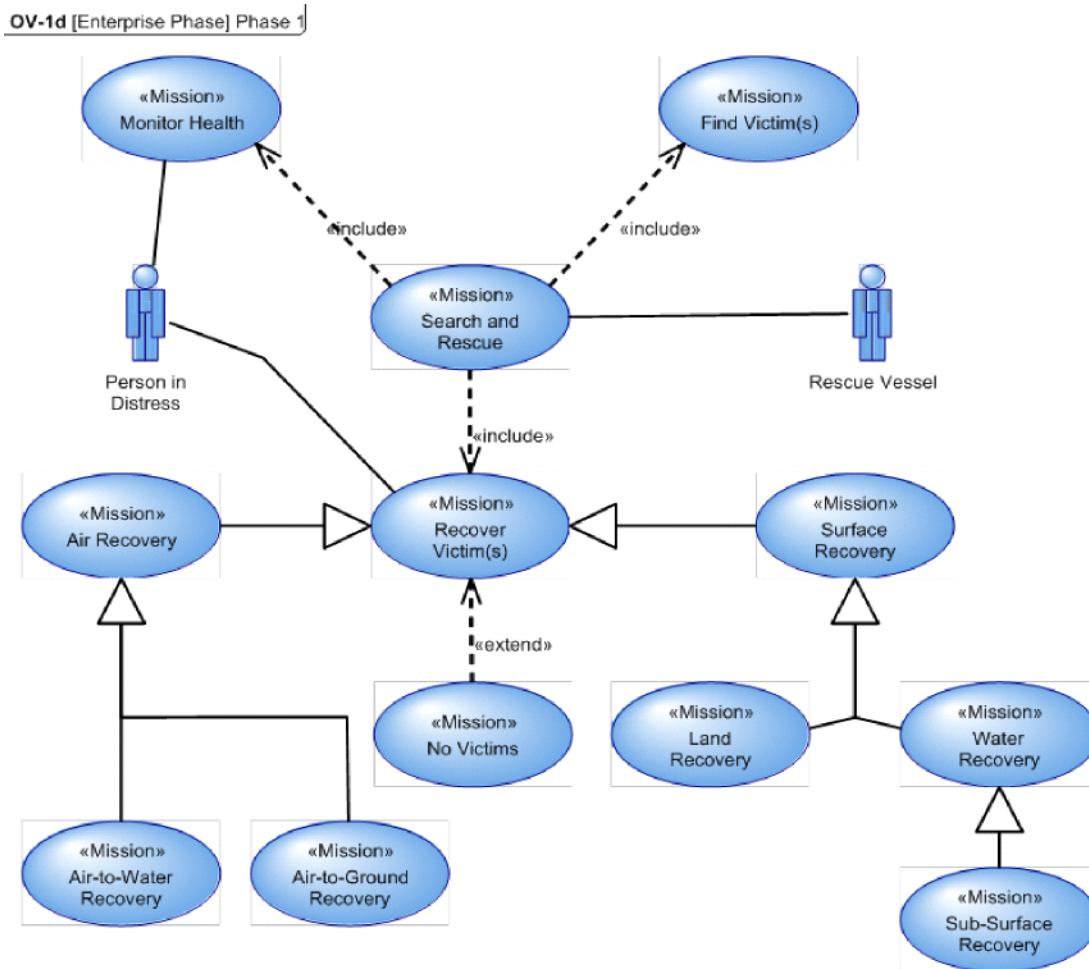 OV-1d [Enterprise Phase] Phase 1
«Mission»
Monitor Health
«Mission»
Find Victim(s)
«include»
«include»
«Mission»
Search and
Rescue
Person in
Distress
Rescue Vessel
«include»
«Mission»
Air Recovery
«Mission»
Recover
Victim(s)
«Mission»
Surface
Recovery
«extend»
«Mission»
No Victims
«Mission»
Land
Recovery
«Mission»
Water
Recovery
«Mission»
Air-to-Water
Recovery
«Mission»
Air-to-Ground
Recovery
«Mission»
Sub-Surface
Recovery